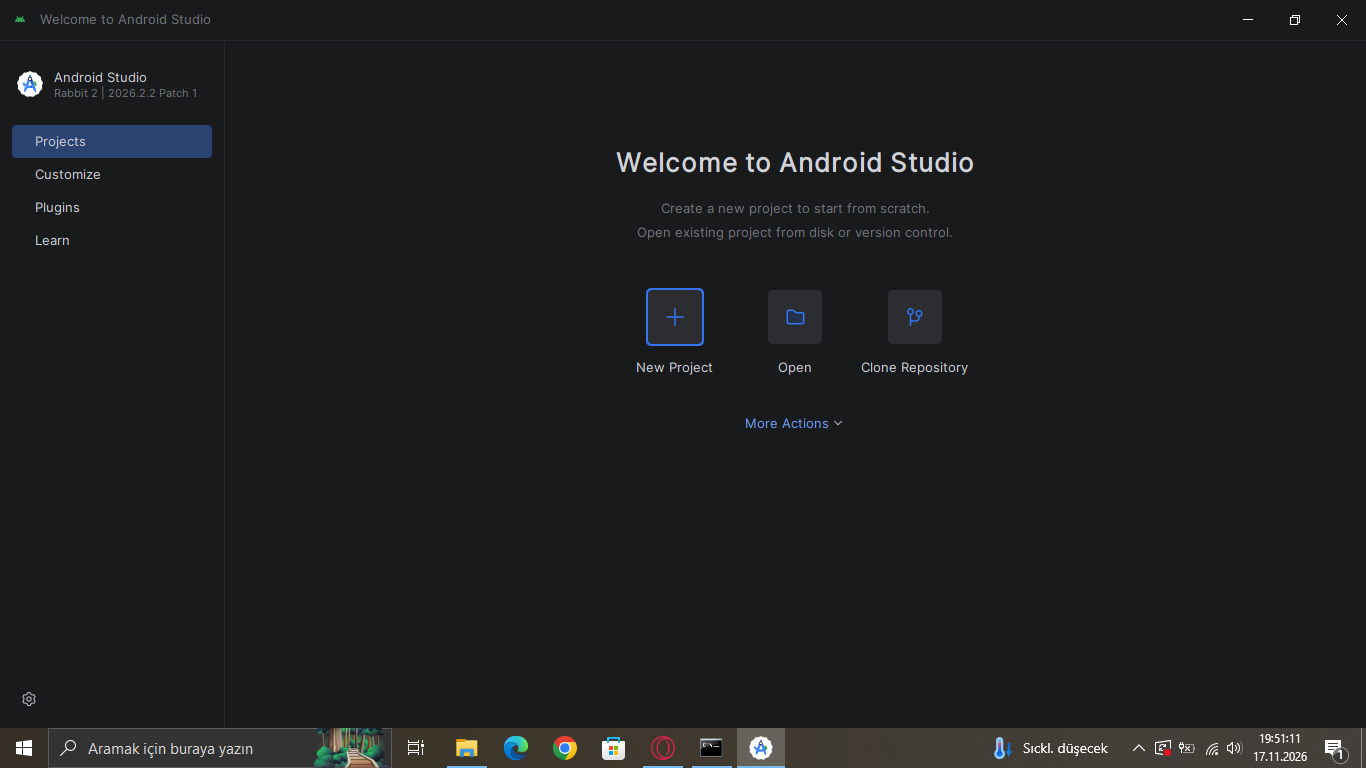 Welcome to Android Studio
Android Studio
Rabbit 2 | 2026.2.2 Patch 1
Projects
Customize
Plugins
Learn
Welcome to Android Studio
Create a new project to start from scratch.
Open existing project from disk or version control.
New Project
Open
Clone Repository
More Actions
Aramak için buraya yazın
Sıckl. düşecek
19:51:11
17.11.2026
1